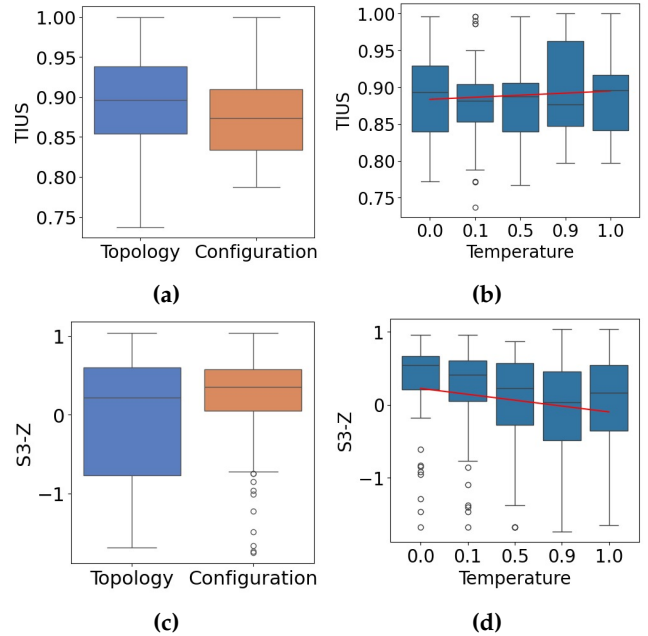 1.00
0.95
0.90
0.85
0.80
0.75
TIUS
Topology Configuration
(a)
1.00
0.95
0.90
0.85
0.80
0.75
TIUS
0.0 0.1 0.5 0.9 1.0
Temperature
(b)
1
0
−1
S3-Z
Topology Configuration
(c)
1
0
−1
S3-Z
0.0 0.1 0.5 0.9 1.0
Temperature
(d)